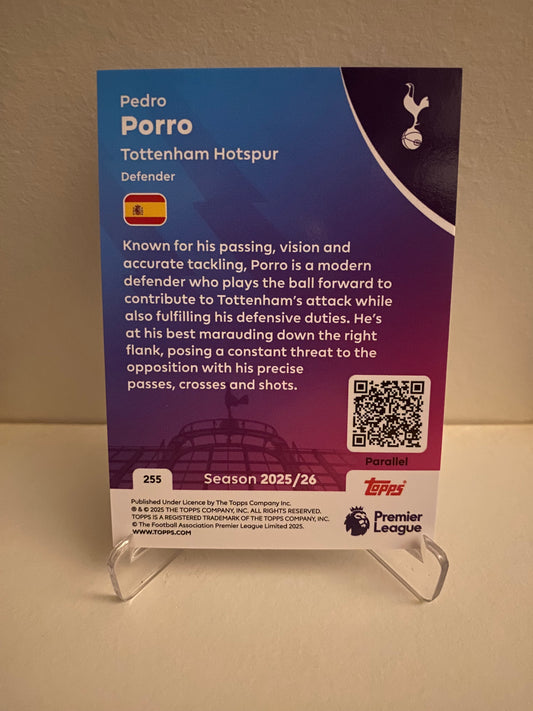 Pedro
Porro
Tottenham Hotspur
Defender
Known for his passing, vision and
accurate tackling, Porro is a modern
defender who plays the ball forward to
contribute to Tottenham's attack while
also fulfilling his defensive duties. He's
at his best marauding down the right
flank, posing a constant threat to the
opposition with his precise
passes, crosses and shots.
Parallel
255
Season 2025/26
Topps
Published Under Licence by The Topps Company Inc.
® & © 2025 THE TOPPS COMPANY, INC. ALL RIGHTS RESERVED.
TOPPS IS A REGISTERED TRADEMARK OF THE TOPPS COMPANY, INC.
© The Football Association Premier League Limited 2025.
WWW.TOPPS.COM
Premier
League